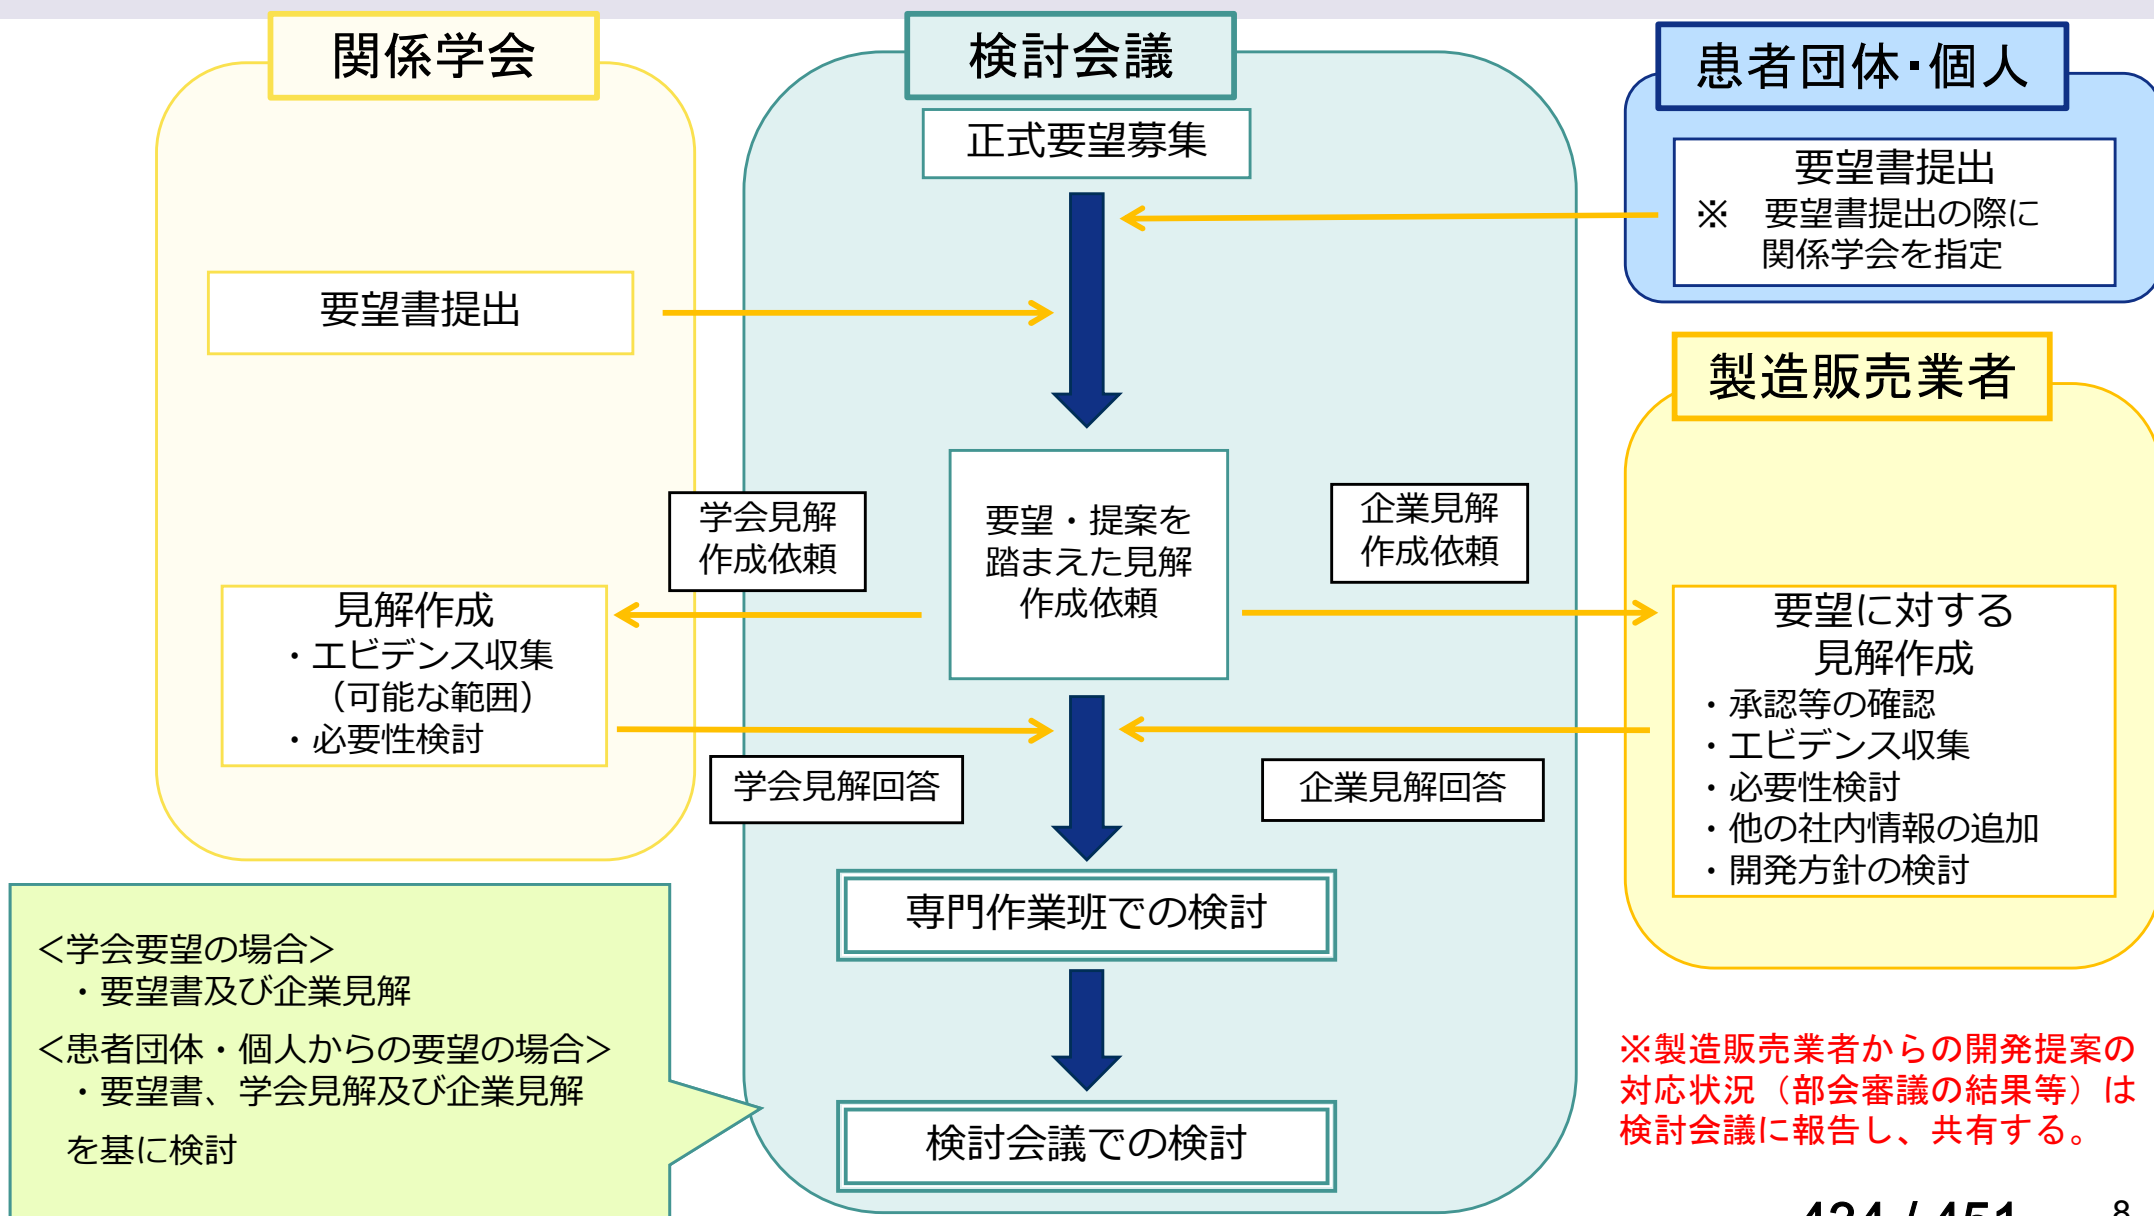 関係学会
要望書提出
見解作成
・エビデンス収集
（可能な範囲）
・必要性検討
検討会議
正式要望募集
要望・提案を
踏まえた見解
作成依頼
学会見解
作成依頼
企業見解
作成依頼
学会見解回答
企業見解回答
専門作業班での検討
検討会議での検討
患者団体・個人
要望書提出
※　要望書提出の際に
関係学会を指定
製造販売業者
要望に対する
見解作成
・承認等の確認
・エビデンス収集
・必要性検討
・他の社内情報の追加
・開発方針の検討
＜学会要望の場合＞
・要望書及び企業見解
＜患者団体・個人からの要望の場合＞
・要望書、学会見解及び企業見解
を基に検討
※製造販売業者からの開発提案の
対応状況（部会審議の結果等）は
検討会議に報告し、共有する。
434 / 451
8